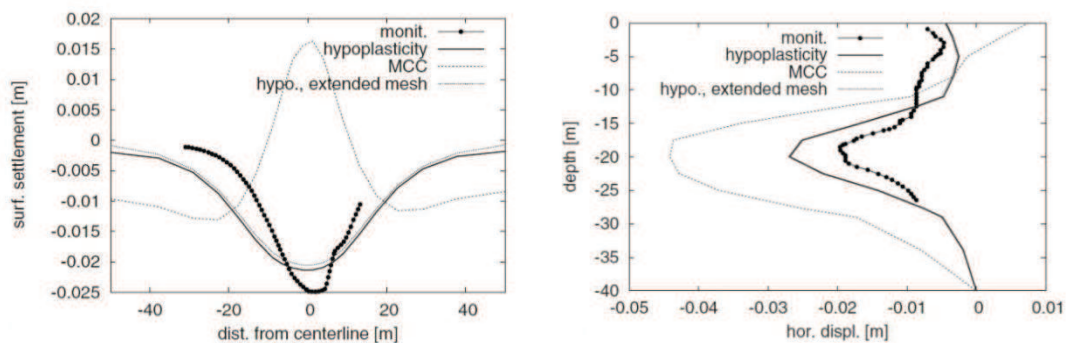 0.02
0.015
0.01
0.005
0
-0.005
-0.01
-0.015
-0.02
-0.025
surf. settlement [m]
monit.
hypoplasticity
MCC
hypo., extended mesh
-40 -20 0 20 40
dist. from centerline [m]
0
-5
-10
-15
-20
-25
-30
-35
-40
depth [m]
monit.
hypoplasticity
MCC
hypo., extended mesh
-0.05 -0.04 -0.03 -0.02 -0.01 0 0.01
hor. displ. [m]